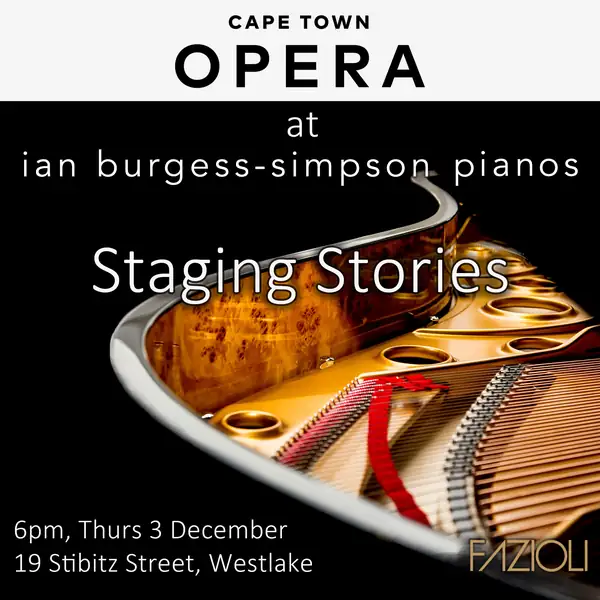 CAPE TOWN
OPERA
at
ian burgess-simpson pianos
Staging Stories
6pm, Thurs 3 December
19 Stibitz Street, Westlake
FAZIOLI